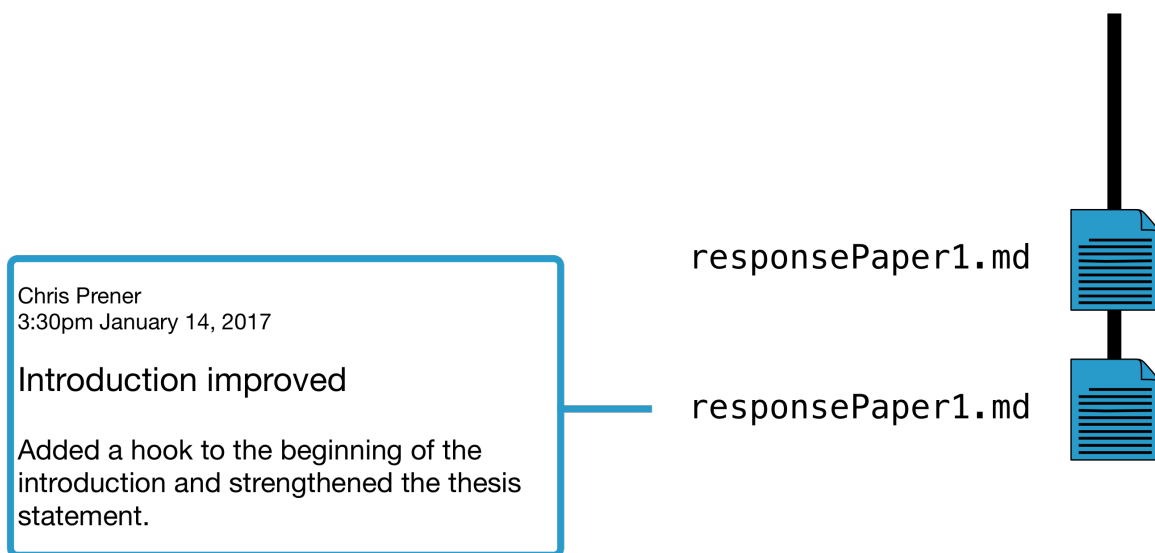 responsePaper1.md
Chris Prener
3:30pm January 14, 2017
Introduction improved
Added a hook to the beginning of the
introduction and strengthened the thesis
statement.
responsePaper1.md